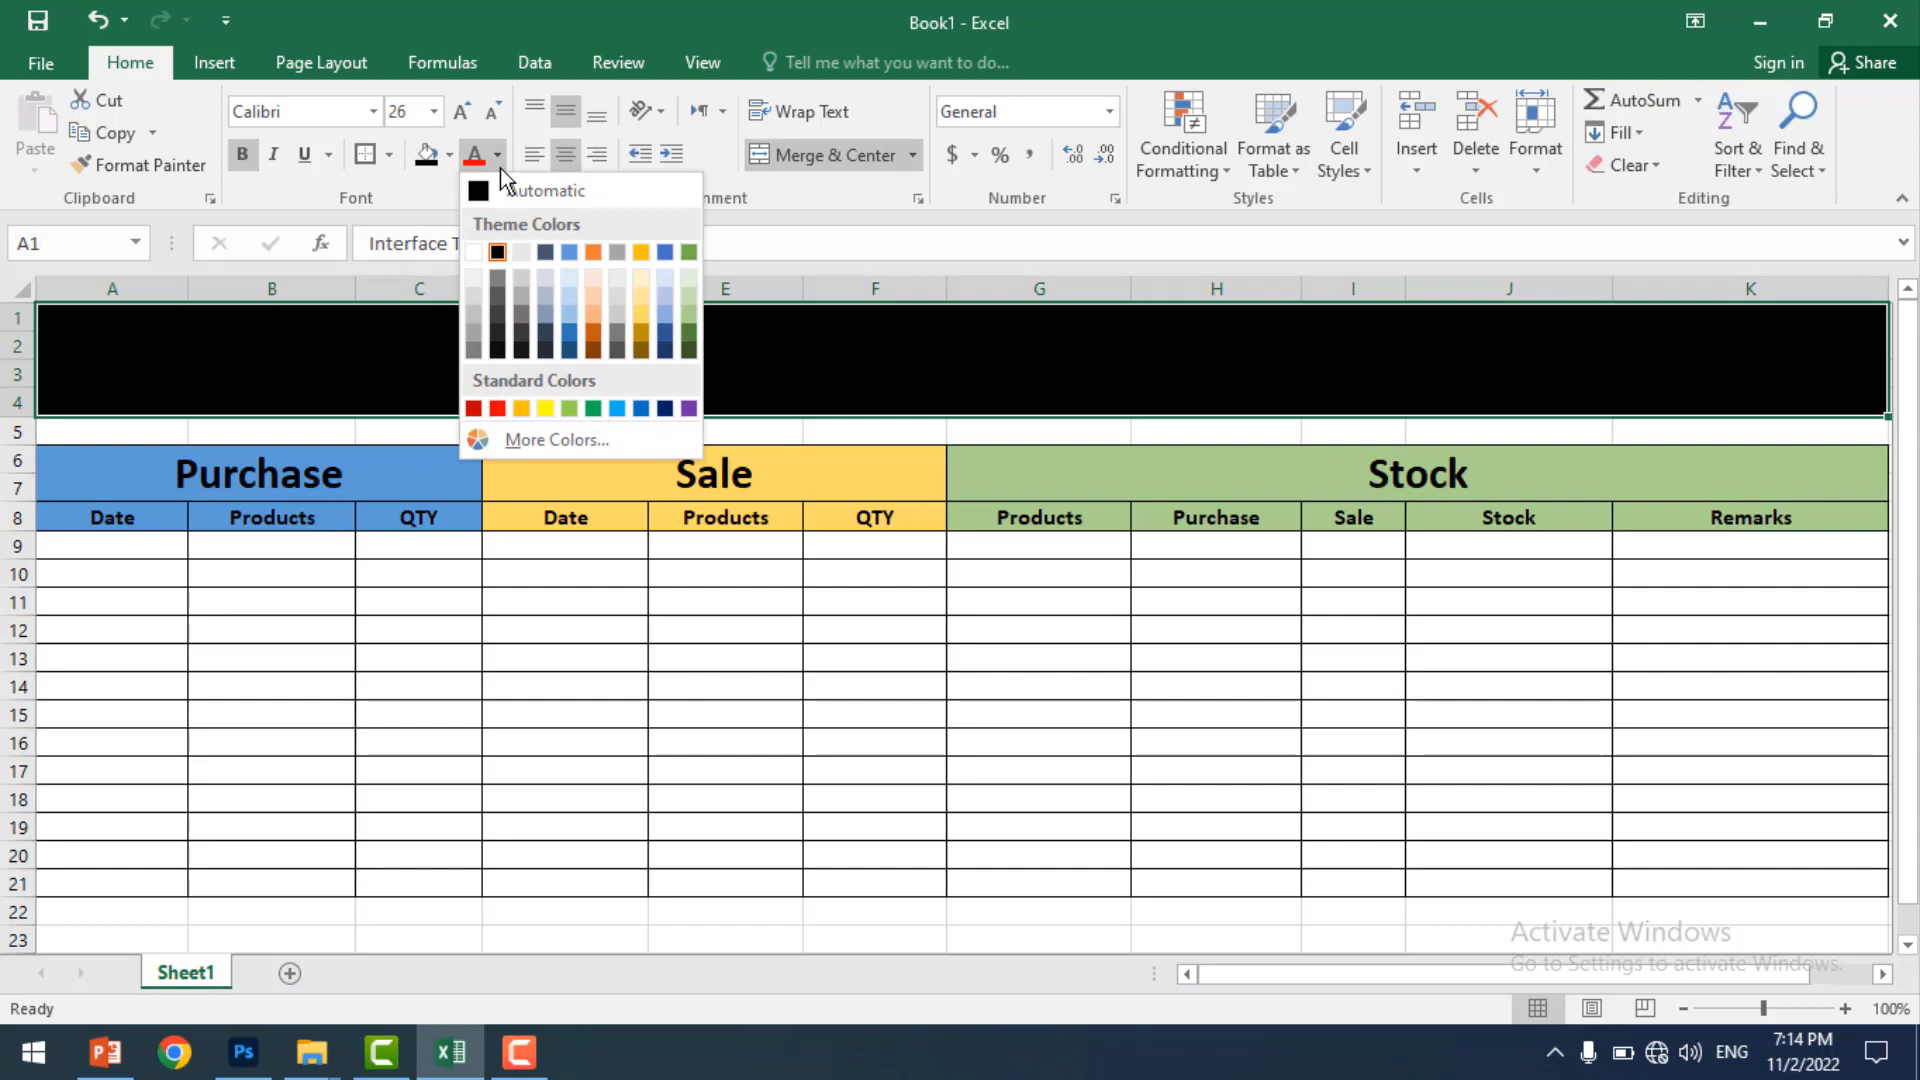 Book1 - Excel
File Home Insert Page Layout Formulas Data Review View Tell me what you want to do... Sign in Share
Paste
Cut
Copy
Format Painter
Clipboard
Calibri 26
B I U A
Font
Wrap Text
Merge & Center
nment
General
$ % ,
Number
Conditional Formatting
Format as Table
Cell Styles
Styles
Insert Delete Format
Cells
AutoSum
Fill
Clear
Sort & Filter
Find & Select
Editing
A1 fx Interface T
Automatic
Theme Colors
Standard Colors
More Colors...
A B C E F G H I J K
1
2
3
4
5
6
7
Purchase Sale Stock
8 Date Products QTY Date Products QTY Products Purchase Sale Stock Remarks
9
10
11
12
13
14
15
16
17
18
19
20
21
22
23
Activate Windows
Go to Settings to activate Windows.
Sheet1
Ready 100%
Ps
ENG
7:14 PM
11/2/2022